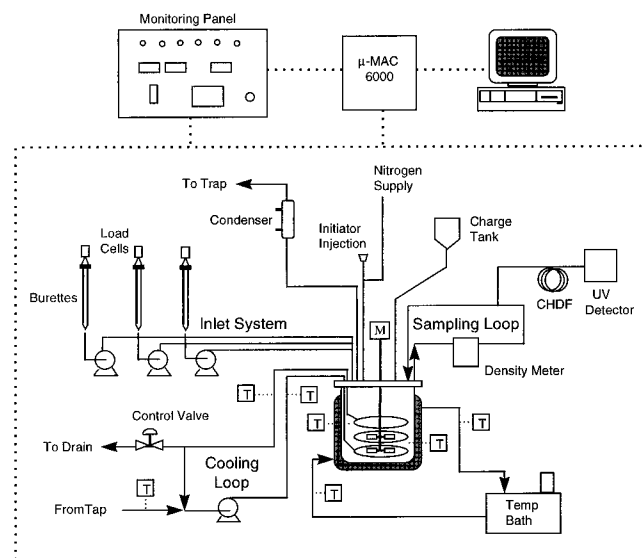 Monitoring Panel
μ-MAC
6000
To Trap
Condenser
Nitrogen
Supply
Initiator
Injection
Charge
Tank
Load
Cells
Burettes
CHDF
UV
Detector
Inlet System
M
Sampling Loop
Density Meter
T
T
T
T
T
Control Valve
To Drain
Cooling
Loop
T
T
FromTap
Temp
Bath